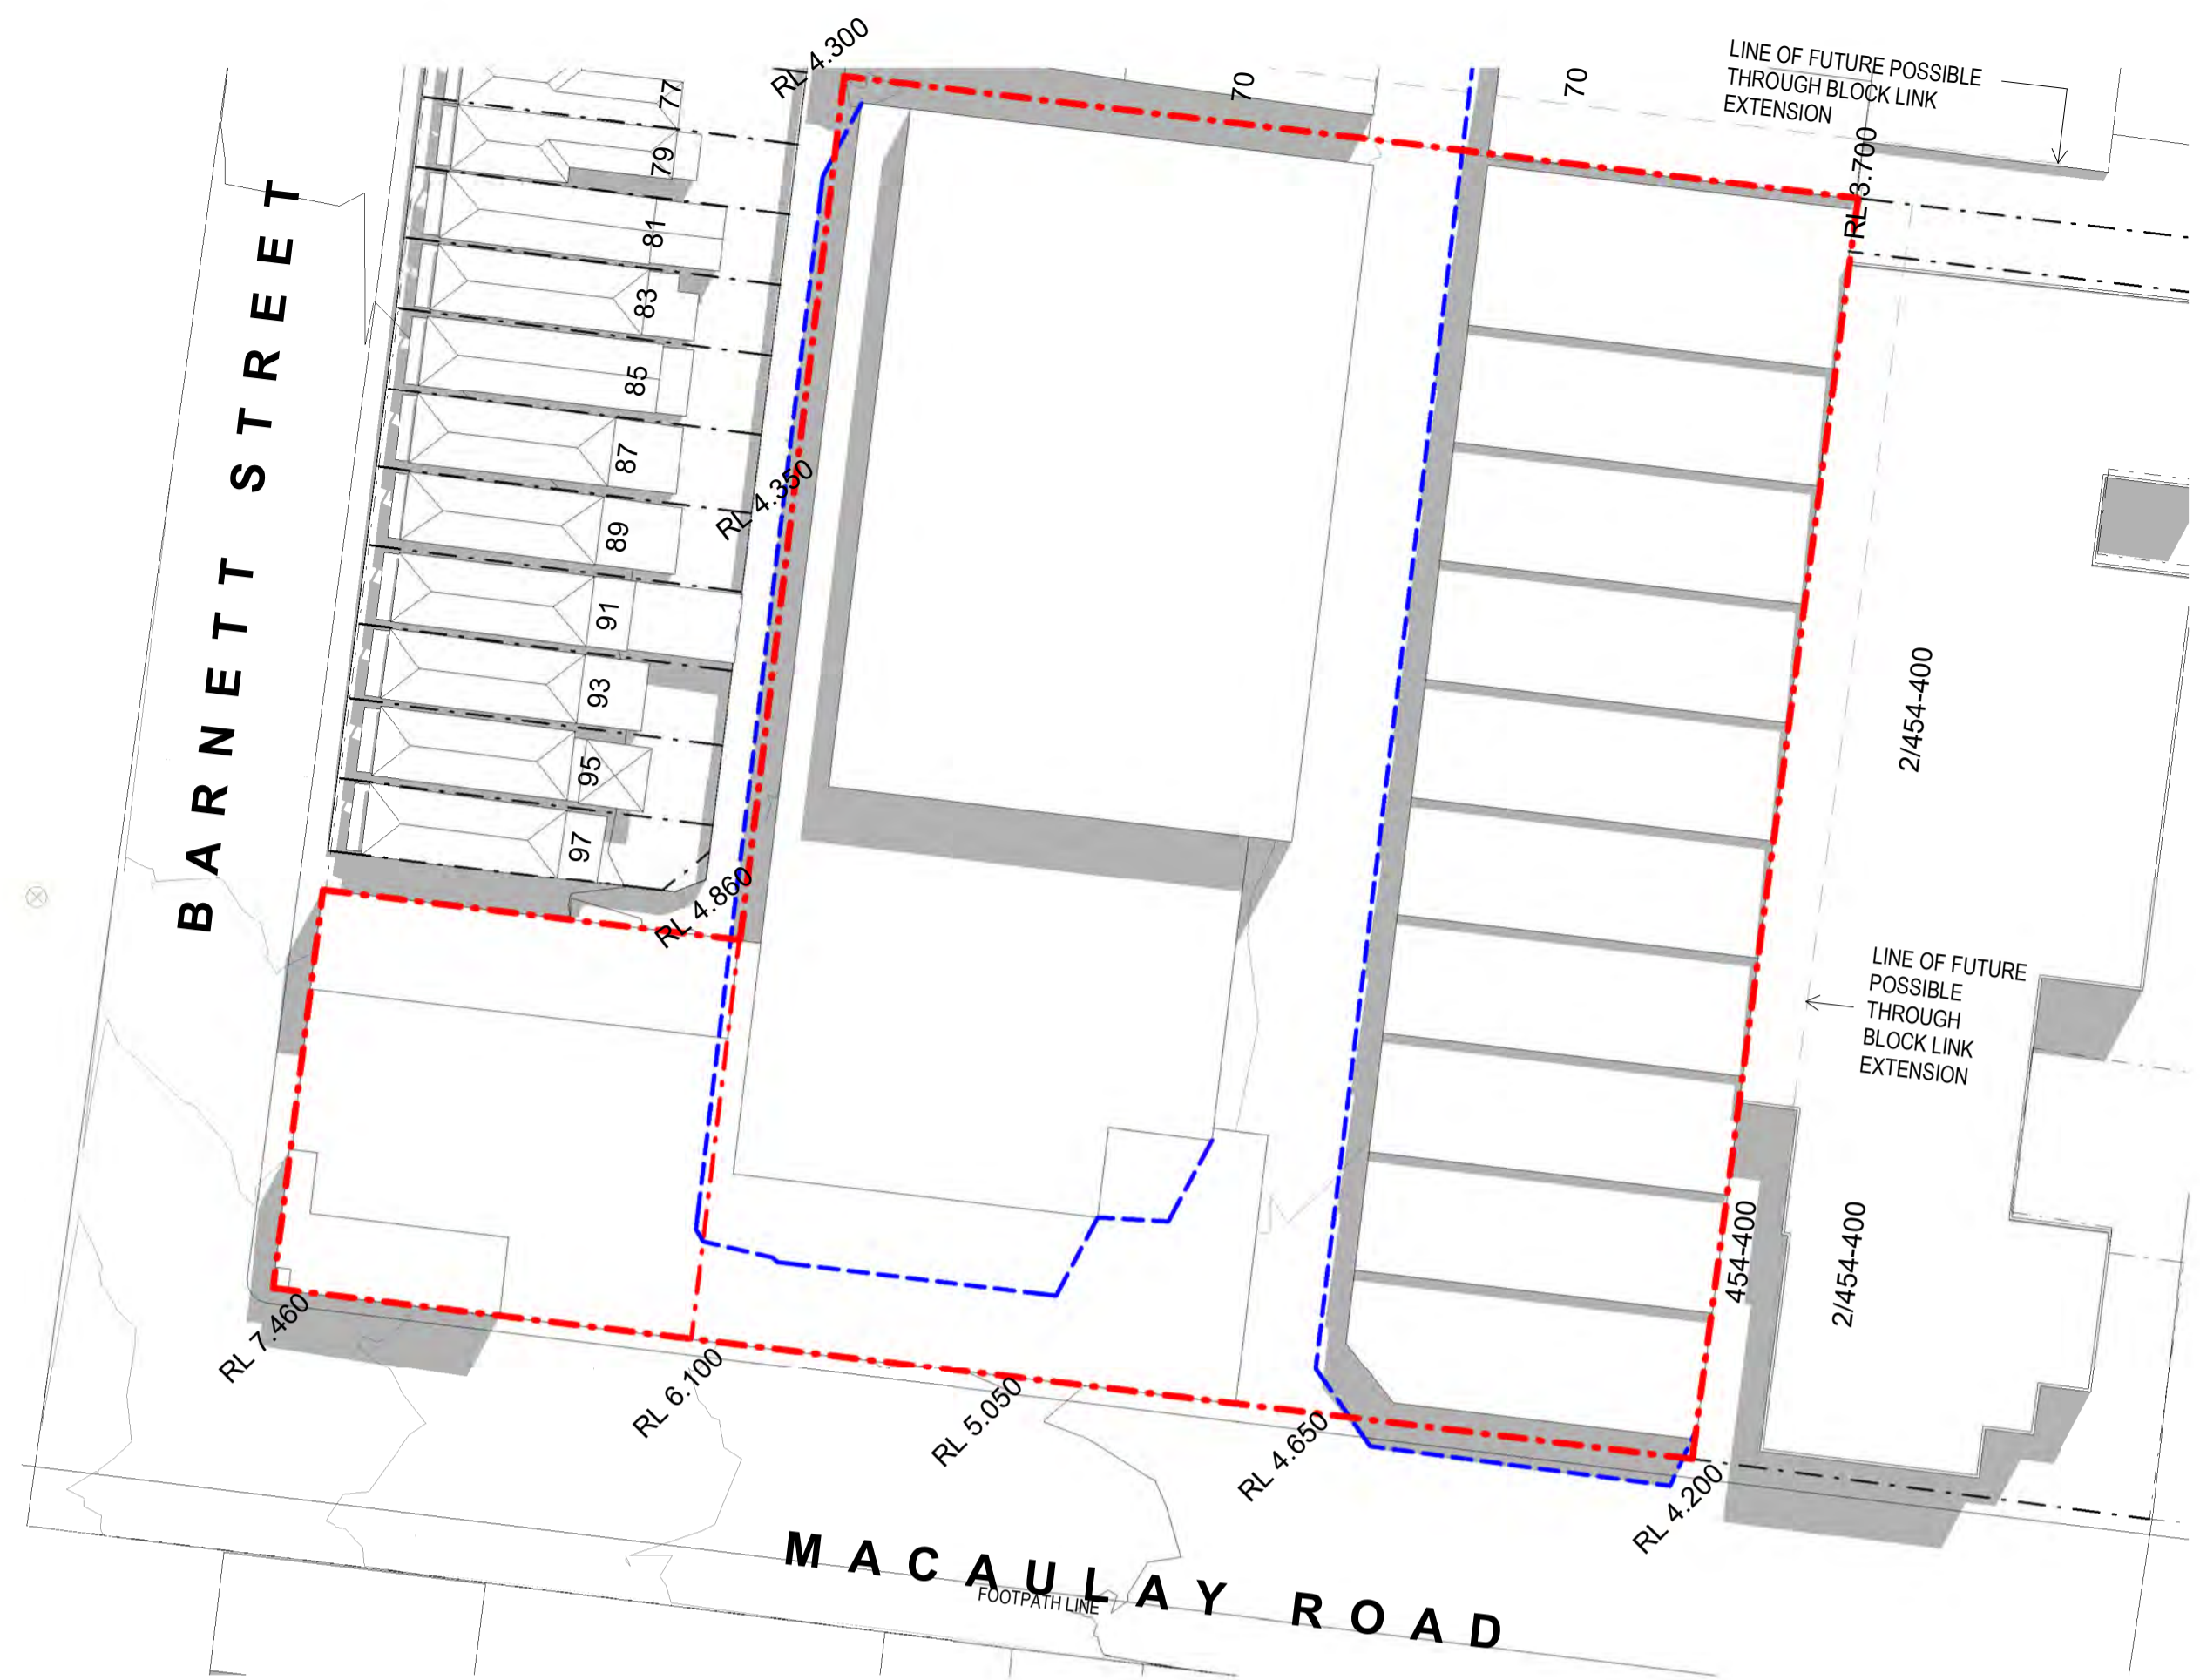 RL 4.300
70
70
LINE OF FUTURE POSSIBLE
THROUGH BLOCK LINK
EXTENSION
RL 3.700
77
79
81
83
85
87
89
91
93
95
97
BARNETT STREET
RL 4.350
RL 4.860
2/454-400
LINE OF FUTURE
POSSIBLE
THROUGH
BLOCK LINK
EXTENSION
454-400
2/454-400
RL 7.460
RL 6.100
RL 5.050
RL 4.650
RL 4.200
MACAULAY ROAD
FOOTPATH LINE